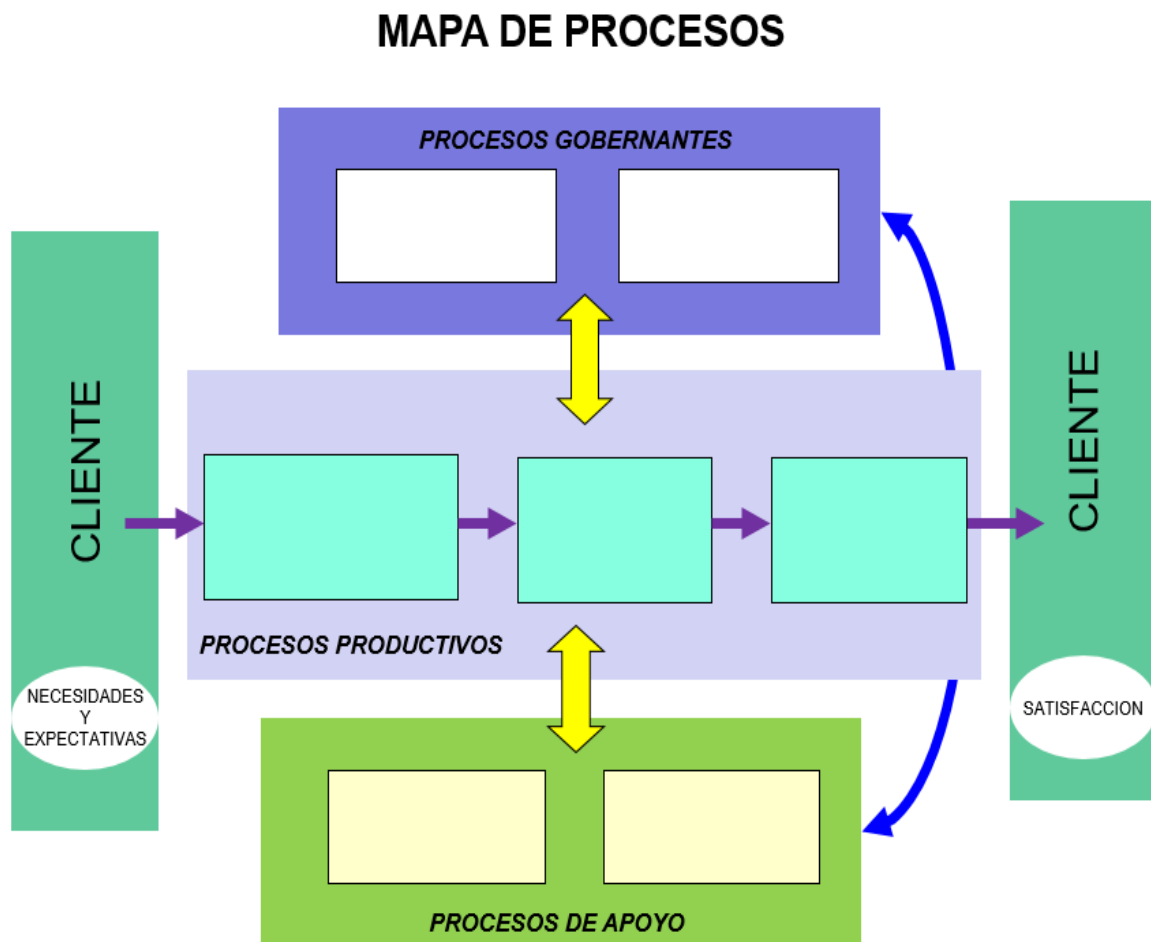 MAPA DE PROCESOS
PROCESOS GOBERNANTES
CLIENTE
NECESIDADES
Y
EXPECTATIVAS
PROCESOS PRODUCTIVOS
CLIENTE
SATISFACCION
PROCESOS DE APOYO